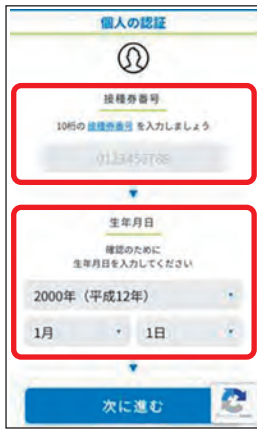 個人の認証
接種券番号
10桁の接種券番号 を入力しましょう
0123456789
生年月日
確認のために
生年月日を入力してください
2000年（平成12年）
1月 1日
次に進む